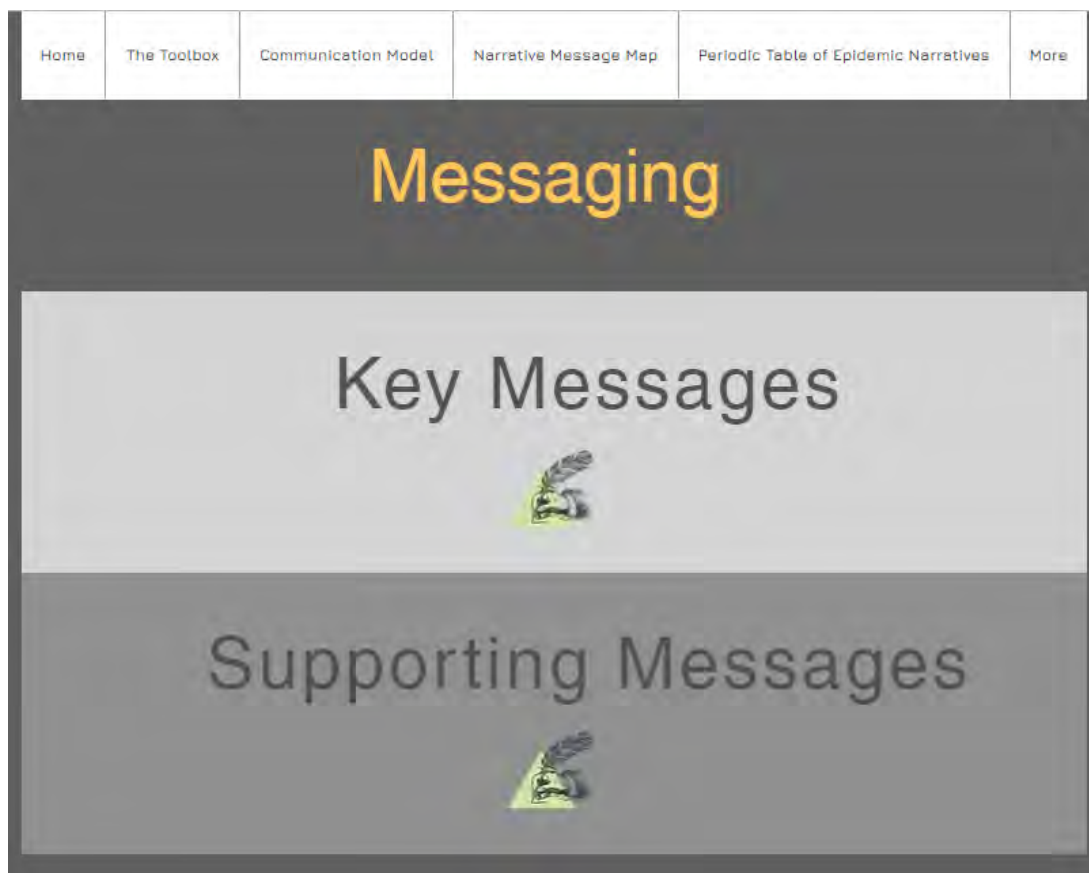 Home The Toolbox Communication Model Narrative Message Map Periodic Table of Epidemic Narratives More
Messaging
Key Messages
Supporting Messages